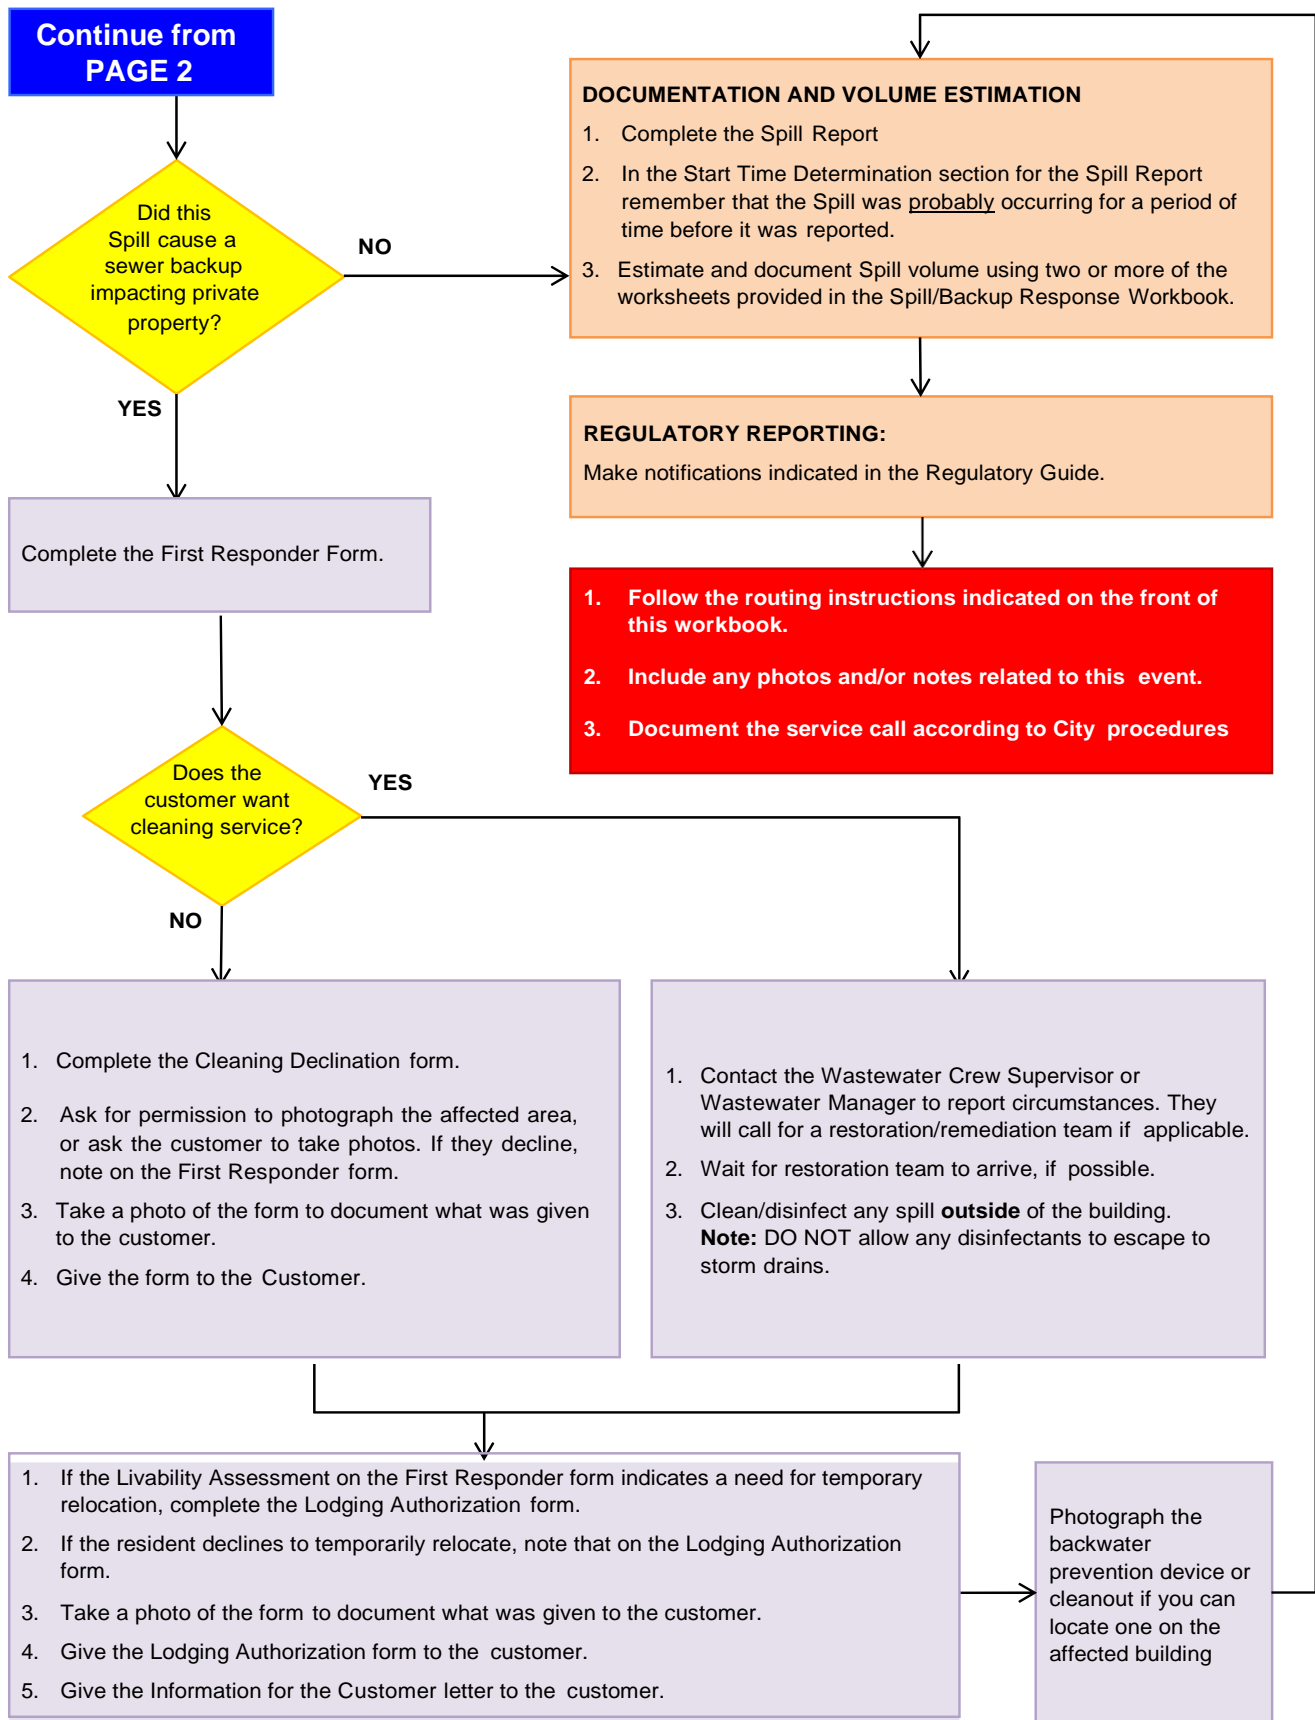 Continue from
PAGE 2
Did this
Spill cause a
sewer backup
impacting private
property?
NO
YES
DOCUMENTATION AND VOLUME ESTIMATION
1. Complete the Spill Report
2. In the Start Time Determination section for the Spill Report
remember that the Spill was probably occurring for a period of
time before it was reported.
3. Estimate and document Spill volume using two or more of the
worksheets provided in the Spill/Backup Response Workbook.
REGULATORY REPORTING:
Make notifications indicated in the Regulatory Guide.
1. Follow the routing instructions indicated on the front of
this workbook.
2. Include any photos and/or notes related to this event.
3. Document the service call according to City procedures
Complete the First Responder Form.
Does the
customer want
cleaning service?
YES
NO
1. Complete the Cleaning Declination form.
2. Ask for permission to photograph the affected area,
or ask the customer to take photos. If they decline,
note on the First Responder form.
3. Take a photo of the form to document what was given
to the customer.
4. Give the form to the Customer.
1. Contact the Wastewater Crew Supervisor or
Wastewater Manager to report circumstances. They
will call for a restoration/remediation team if applicable.
2. Wait for restoration team to arrive, if possible.
3. Clean/disinfect any spill outside of the building.
Note: DO NOT allow any disinfectants to escape to
storm drains.
1. If the Livability Assessment on the First Responder form indicates a need for temporary
relocation, complete the Lodging Authorization form.
2. If the resident declines to temporarily relocate, note that on the Lodging Authorization
form.
3. Take a photo of the form to document what was given to the customer.
4. Give the Lodging Authorization form to the customer.
5. Give the Information for the Customer letter to the customer.
Photograph the
backwater
prevention device or
cleanout if you can
locate one on the
affected building